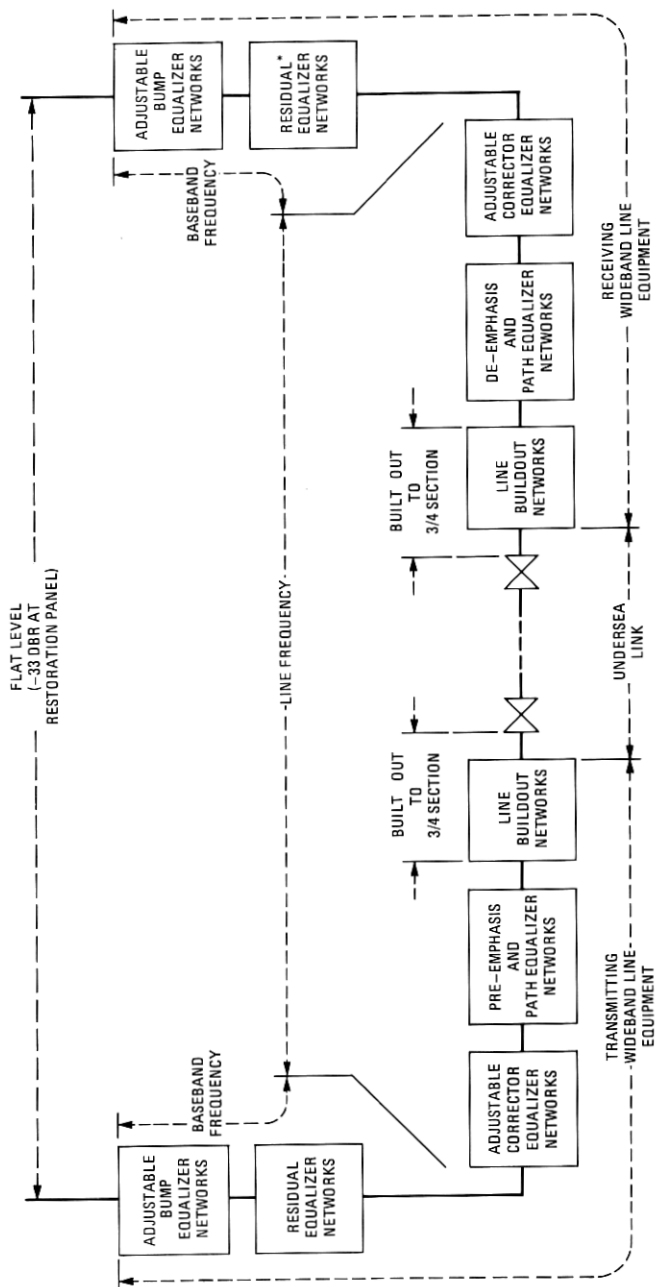 FLAT LEVEL
(-33 DBR AT
RESTORATION PANEL)
ADJUSTABLE
BUMP
EQUALIZER
NETWORKS
RESIDUAL
EQUALIZER
NETWORKS
BASEBAND
FREQUENCY
LINE FREQUENCY
BASEBAND
FREQUENCY
ADJUSTABLE
BUMP
EQUALIZER
NETWORKS
RESIDUAL*
EQUALIZER
NETWORKS
ADJUSTABLE
CORRECTOR
EQUALIZER
NETWORKS
PRE-EMPHASIS
AND
PATH EQUALIZER
NETWORKS
BUILT OUT
TO
3/4 SECTION
LINE
BUILDOUT
NETWORKS
BUILT OUT
TO
3/4 SECTION
LINE
BUILDOUT
NETWORKS
DE-EMPHASIS
AND
PATH EQUALIZER
NETWORKS
ADJUSTABLE
CORRECTOR
EQUALIZER
NETWORKS
TRANSMITTING
WIDEBAND LINE
EQUIPMENT
UNDERSEA
LINK
RECEIVING
WIDEBAND LINE
EQUIPMENT